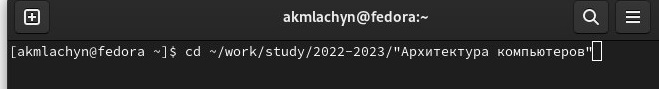 akmlachyn@fedora:~
[akmlachyn@fedora ~]$ cd ~/work/study/2022-2023/"Архитектура компьютеров"